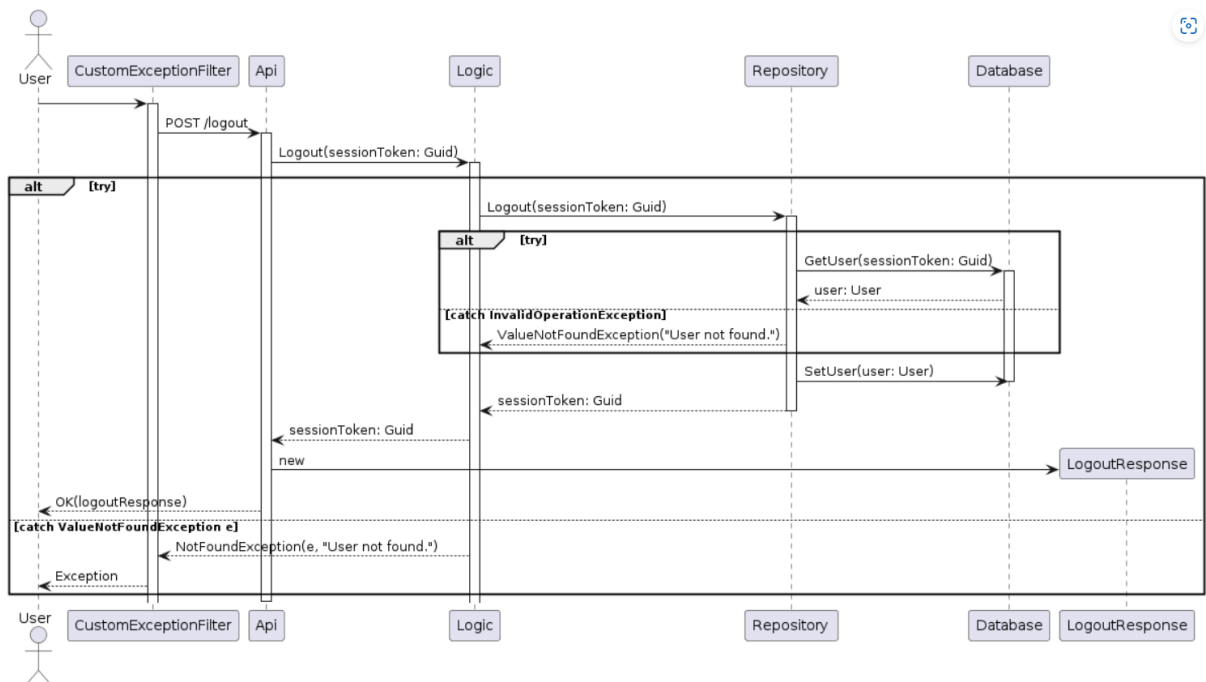 User
CustomExceptionFilter
Api
Logic
Repository
Database
POST /logout
Logout(sessionToken: Guid)
alt [try]
Logout(sessionToken: Guid)
alt [try]
GetUser(sessionToken: Guid)
user: User
[catch InvalidOperationException]
ValueNotFoundException("User not found.")
SetUser(user: User)
sessionToken: Guid
sessionToken: Guid
new
LogoutResponse
OK(logoutResponse)
[catch ValueNotFoundException e]
NotFoundException(e, "User not found.")
Exception
User
CustomExceptionFilter
Api
Logic
Repository
Database
LogoutResponse